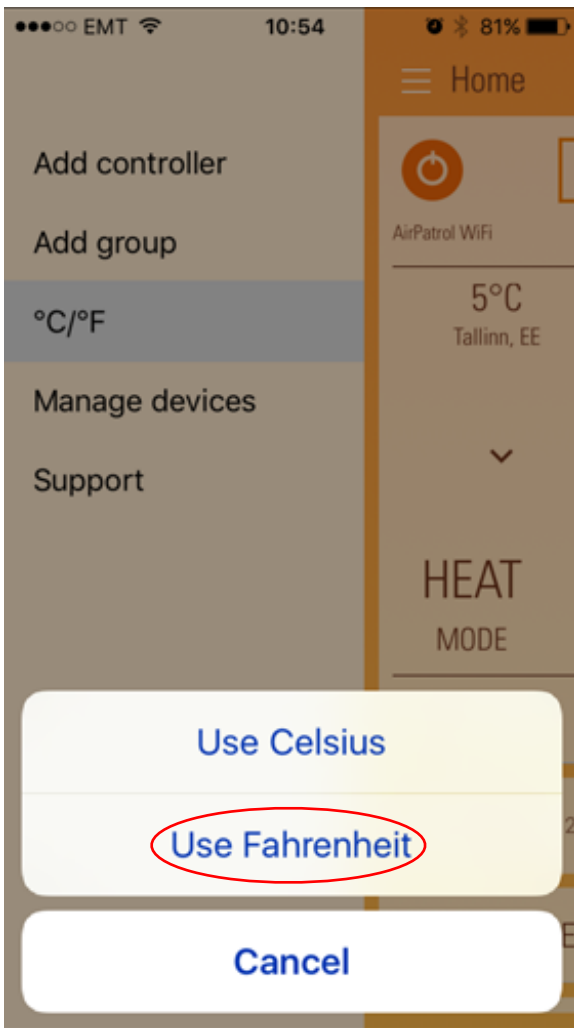 EMT 10:54 81%
Home
Add controller
Add group
AirPatrol WiFi
°C/°F
5°C
Tallinn, EE
Manage devices
Support
HEAT
MODE
Use Celsius
Use Fahrenheit
Cancel